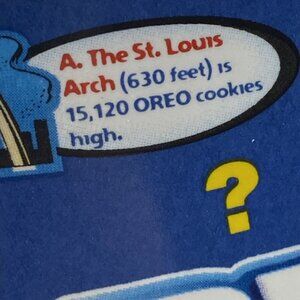 A. The St. Louis
Arch (630 feet) is
15,120 OREO cookies
high.
?